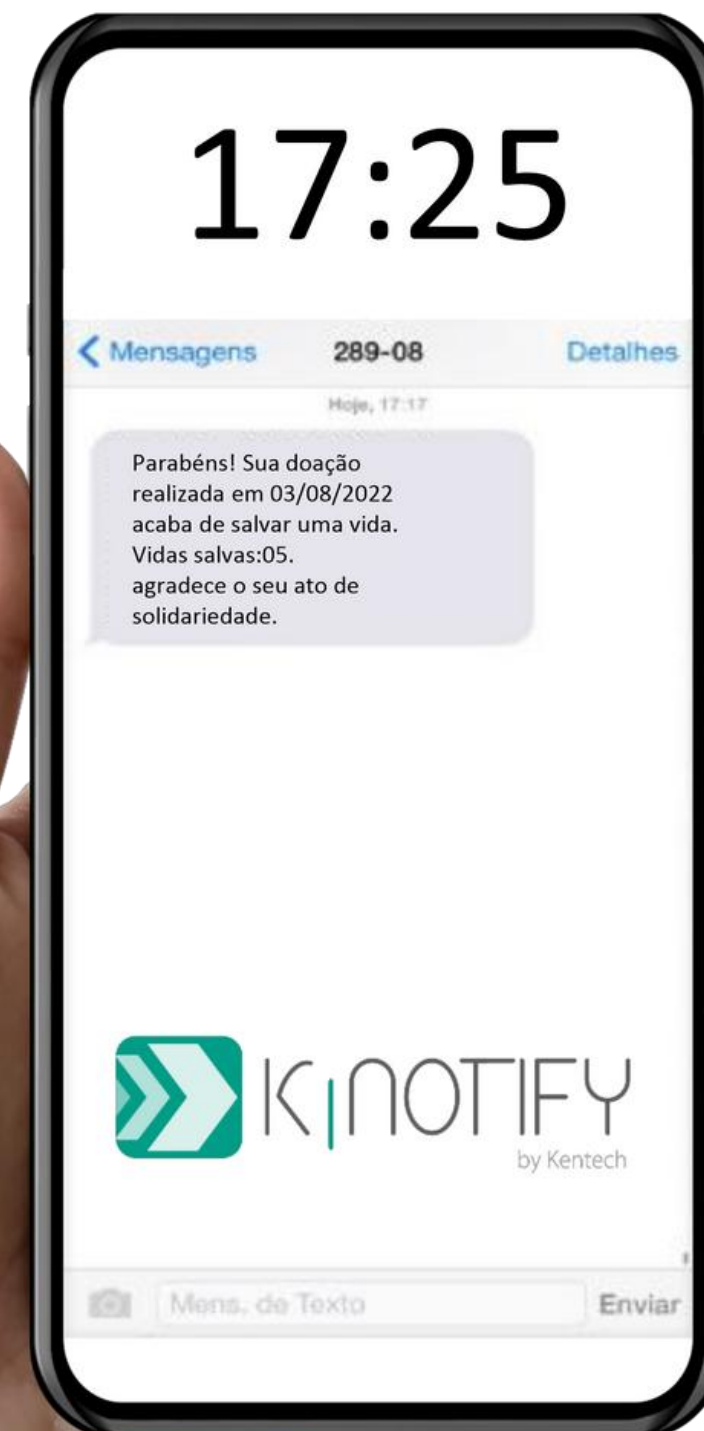 17:25
Mensagens 289-08 Detalhes
Hoje, 17:17
Parabéns! Sua doação
realizada em 03/08/2022
acaba de salvar uma vida.
Vidas salvas:05.
agradece o seu ato de
solidariedade.
K|NOTIFY
by Kentech
Mens. de Texto Enviar